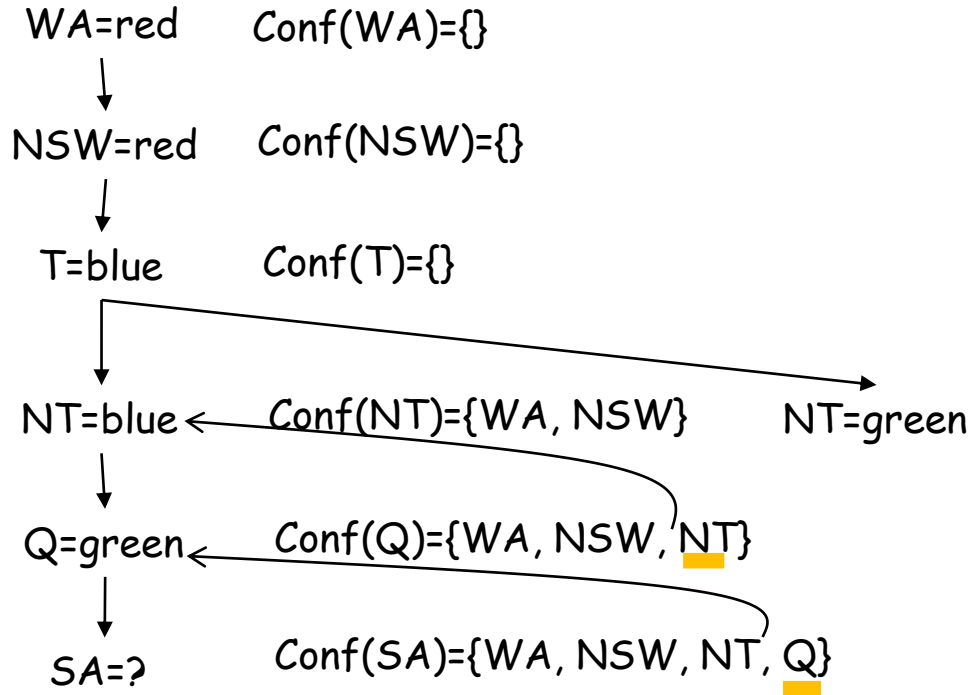 WA=red Conf(WA)={}
NSW=red Conf(NSW)={}
T=blue Conf(T)={}
NT=blue Conf(NT)={WA, NSW} NT=green
Q=green Conf(Q)={WA, NSW, NT}
SA=? Conf(SA)={WA, NSW, NT, Q}